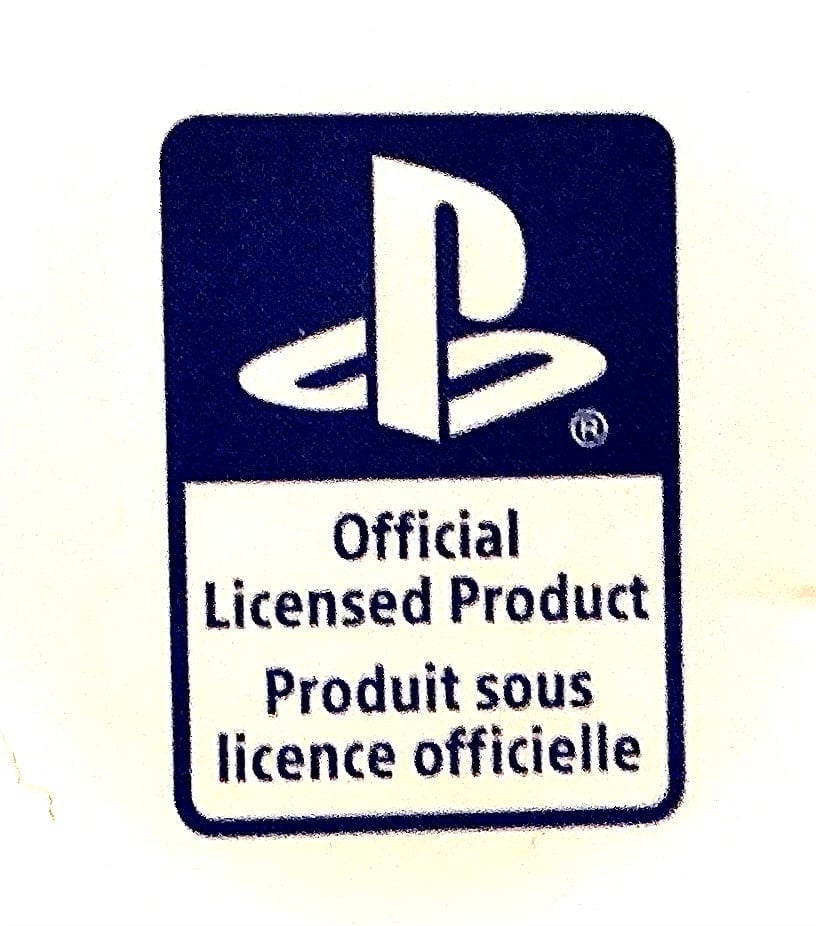 ®
Official
Licensed Product
Produit sous
licence officielle